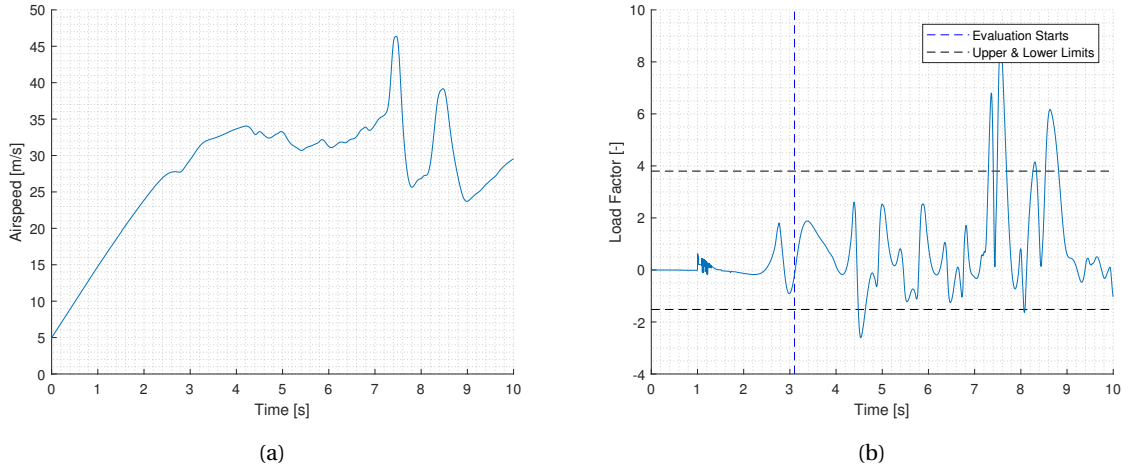 50
45
40
35
30
25
20
15
10
5
0
Airspeed [m/s]
0 1 2 3 4 5 6 7 8 9 10
Time [s]
(a)
10
8
6
4
2
0
-2
-4
Load Factor [-]
Evaluation Starts
Upper & Lower Limits
0 1 2 3 4 5 6 7 8 9 10
Time [s]
(b)